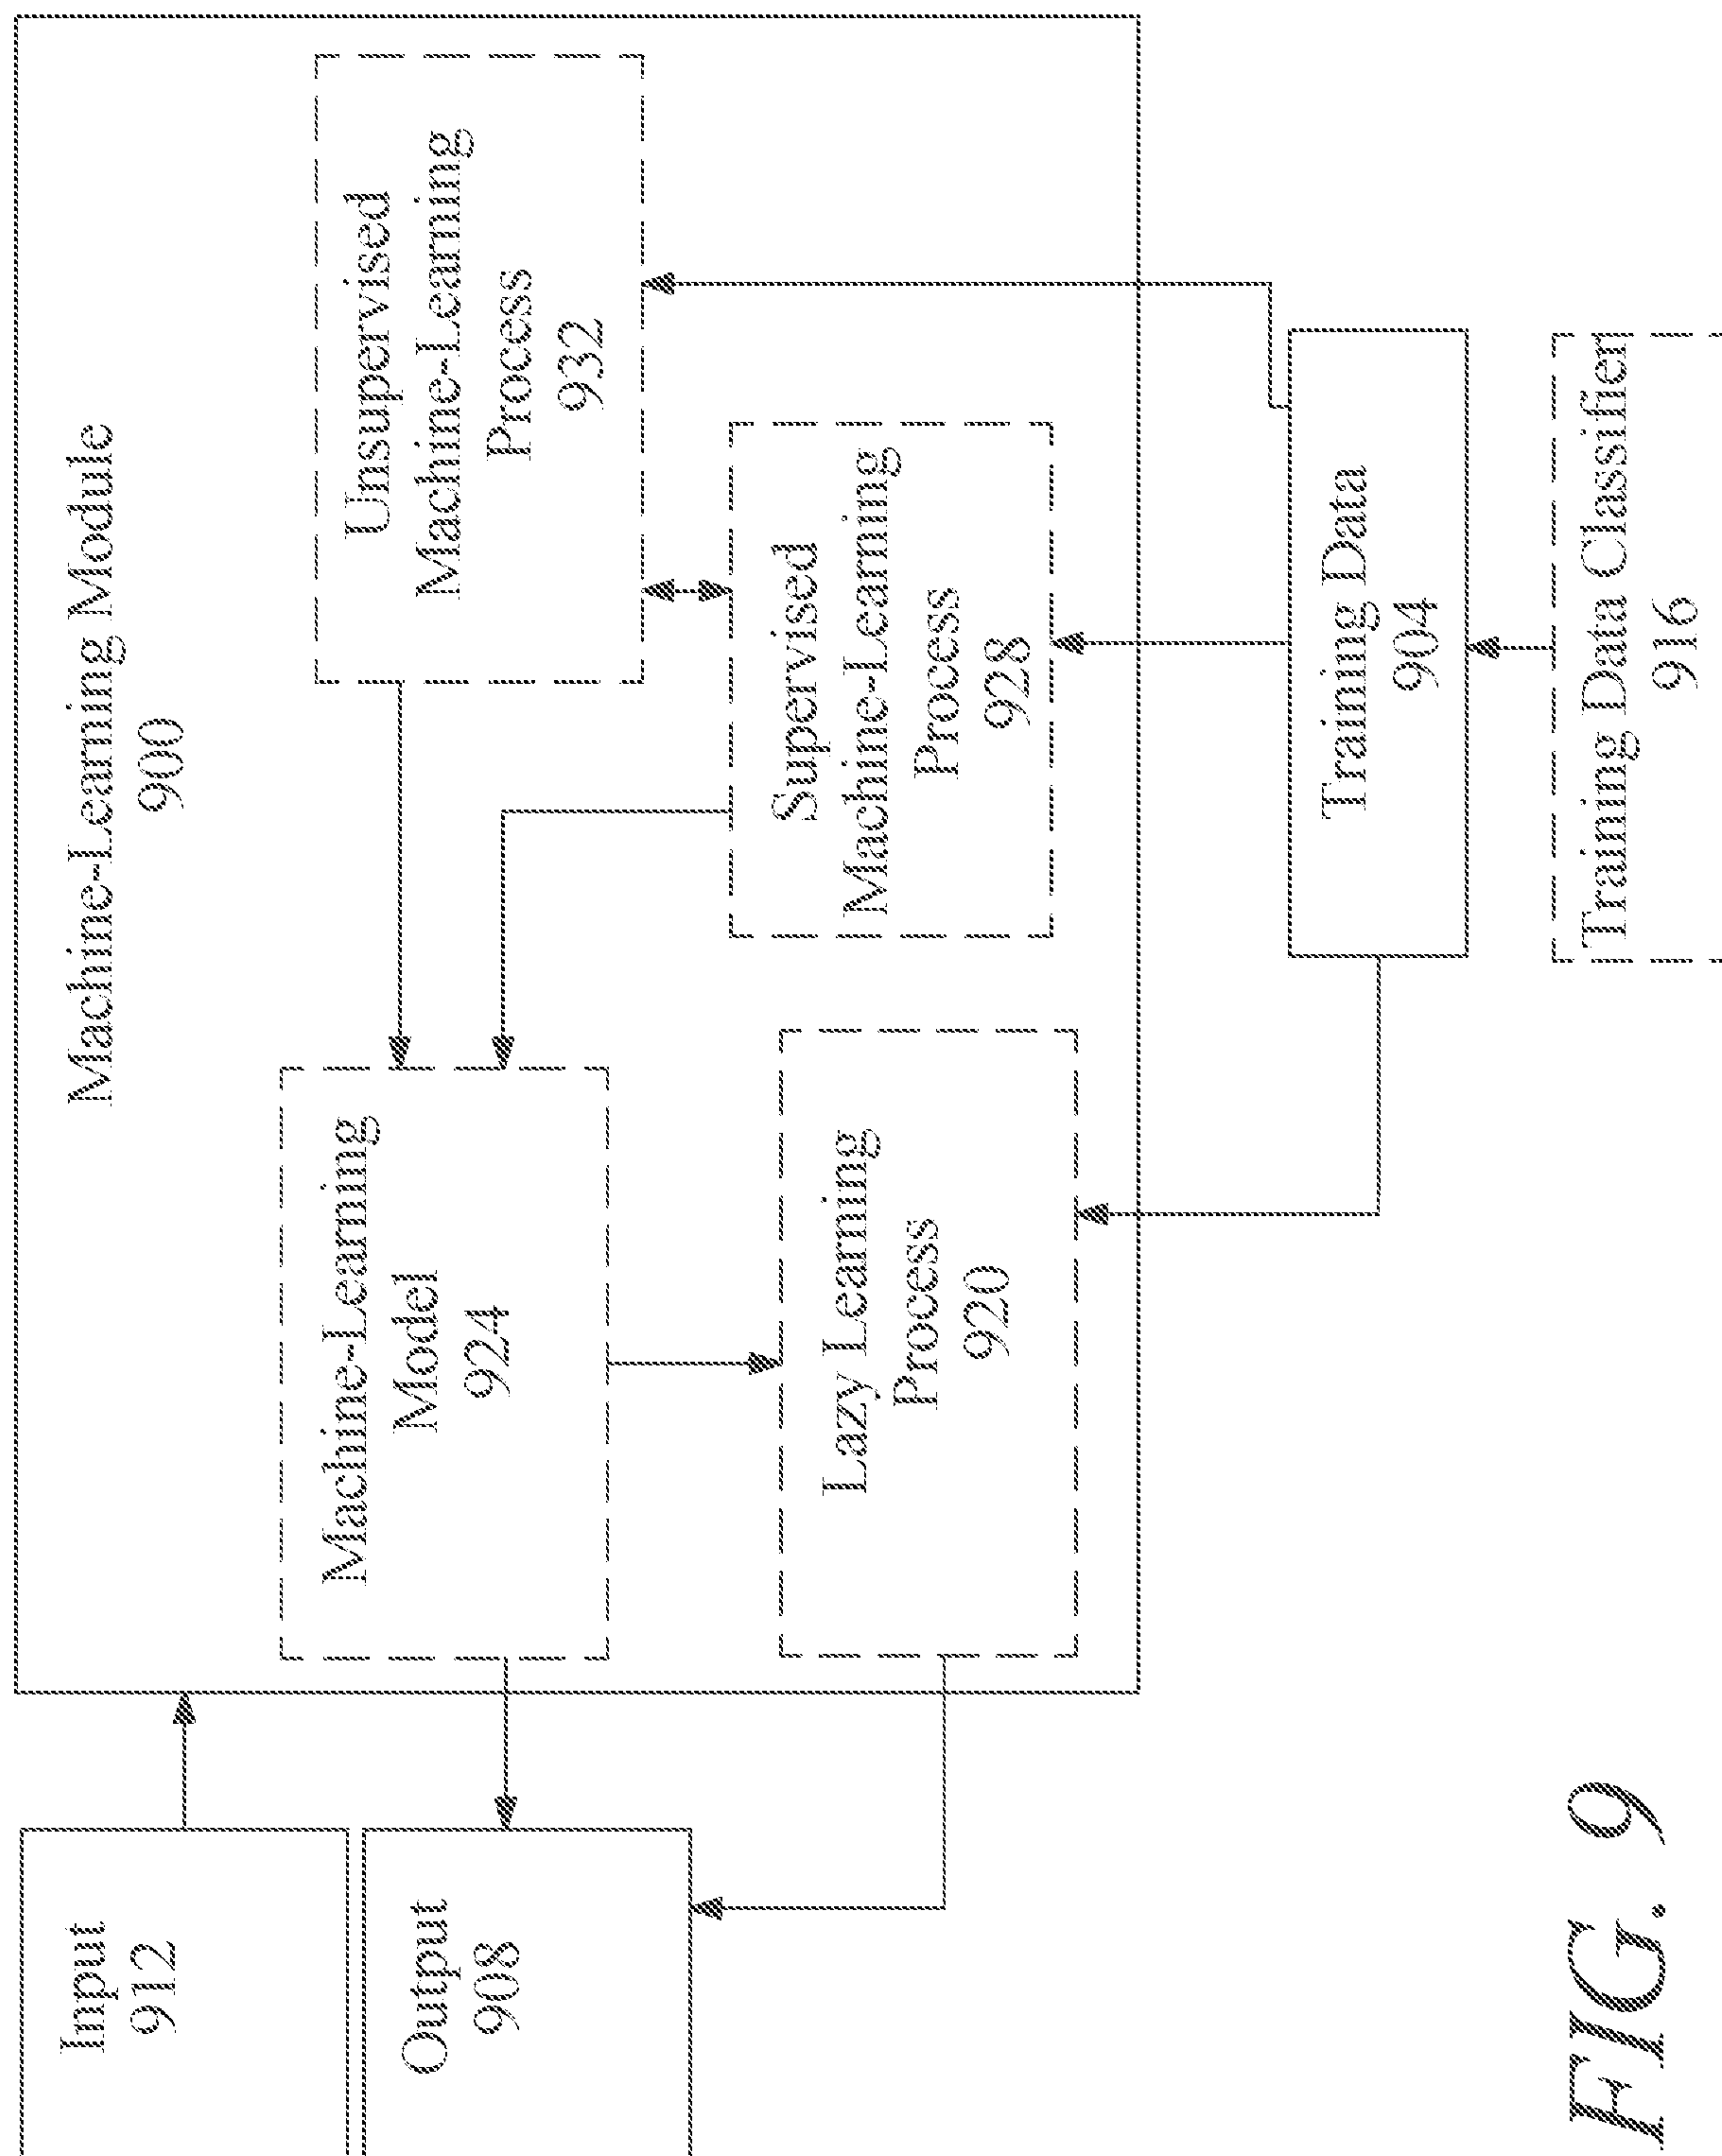 Machine-Learning Module
900
Input
912
Output
908
Machine-Learning
Model
924
Unsupervised
Machine-Learning
Process
932
Lazy Learning
Process
920
Supervised
Machine-Learning
Process
928
Training Data
904
Training Data Classifier
916
FIG. 9